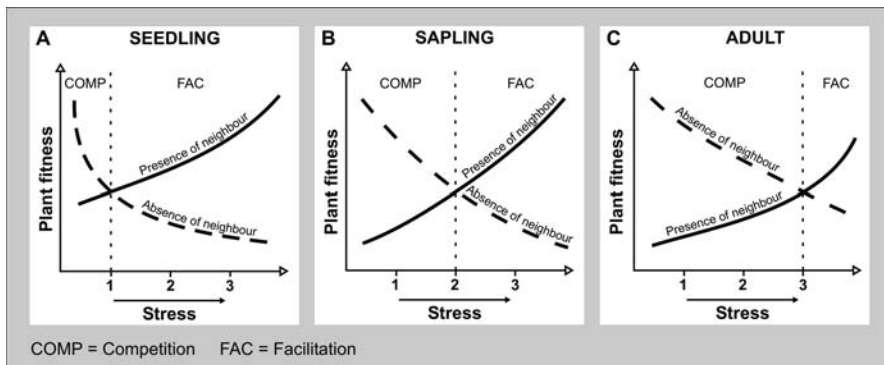 A SEEDLING
COMP FAC
Plant fitness
Presence of neighbour
Absence of neighbour
1 2 3
Stress
B SAPLING
COMP FAC
Plant fitness
Presence of neighbour
Absence of neighbour
1 2 3
Stress
C ADULT
COMP FAC
Plant fitness
Absence of neighbour
Presence of neighbour
1 2 3
Stress
COMP = Competition FAC = Facilitation